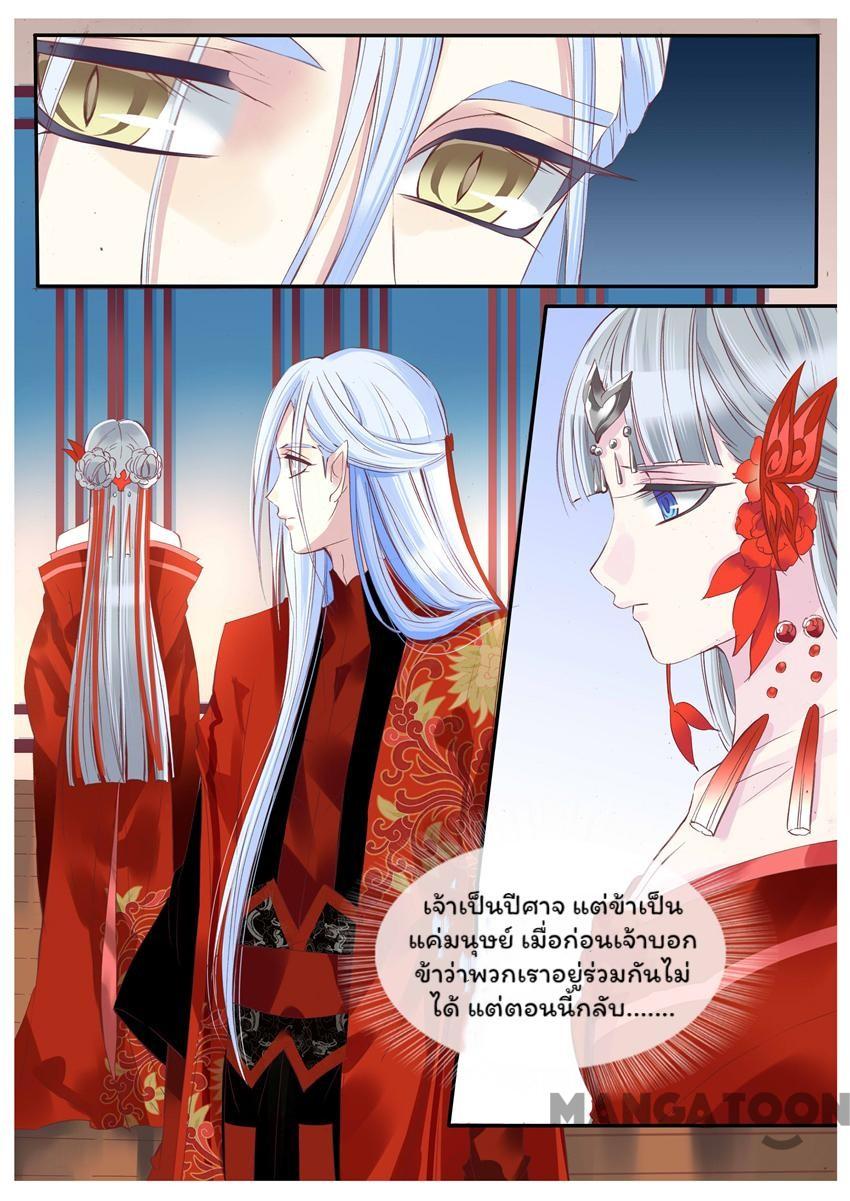 เจ้าเป็นปีศาจ แต่ข้าเป็น
แค่มนุษย์ เมื่อก่อนเจ้าบอก
ข้าว่าพวกเราอยู่ร่วมกันไม่
ได้ แต่ตอนนี้กลับ.......
MANGATOON